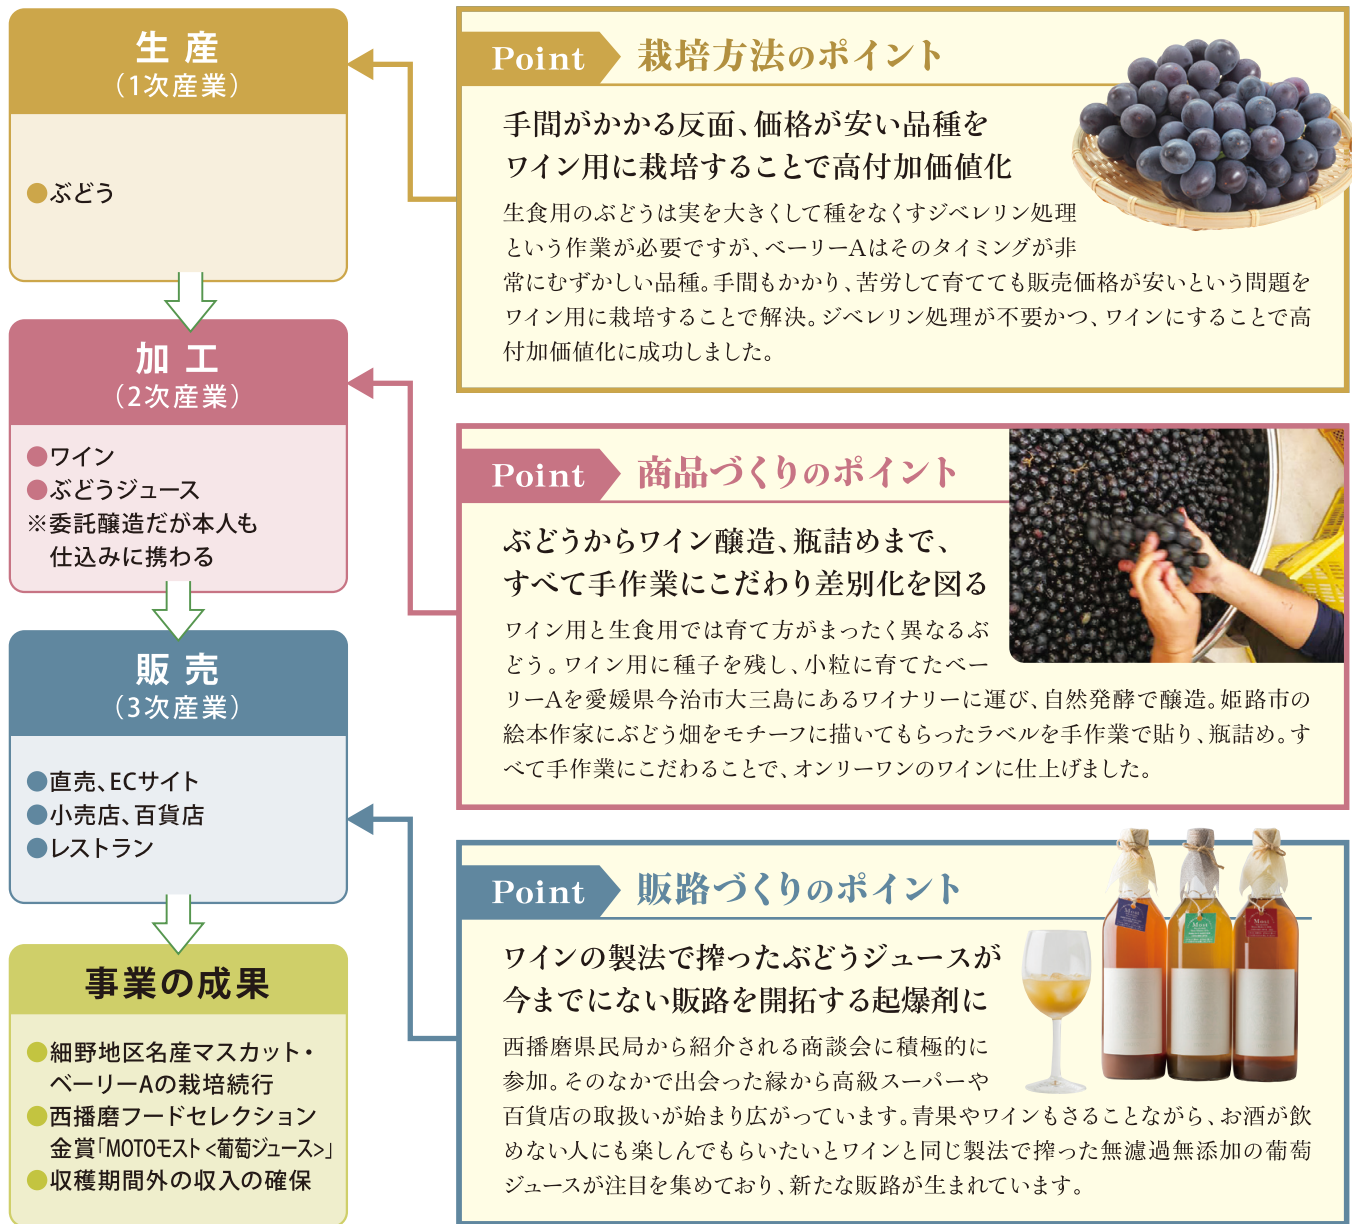 生 産
（1次産業）
●ぶどう
加 工
（2次産業）
●ワイン
●ぶどうジュース
※委託醸造だが本人も
仕込みに携わる
販 売
（3次産業）
●直売、ECサイト
●小売店、百貨店
●レストラン
事業の成果
●細野地区名産マスカット・
ベーリーAの栽培続行
●西播磨フードセレクション
金賞「MOTOモスト<葡萄ジュース>」
●収穫期間外の収入の確保
Point 栽培方法のポイント
手間がかかる反面、価格が安い品種を
ワイン用に栽培することで高付加価値化
生食用のぶどうは実を大きくして種をなくすジベレリン処理
という作業が必要ですが、ベーリーAはそのタイミングが非
常にむずかしい品種。手間もかかり、苦労して育てても販売価格が安いという問題を
ワイン用に栽培することで解決。ジベレリン処理が不要かつ、ワインにすることで高
付加価値化に成功しました。
Point 商品づくりのポイント
ぶどうからワイン醸造、瓶詰めまで、
すべて手作業にこだわり差別化を図る
ワイン用と生食用では育て方がまったく異なるぶ
どう。ワイン用に種子を残し、小粒に育てたベー
リーAを愛媛県今治市大三島にあるワイナリーに運び、自然発酵で醸造。姫路市の
絵本作家にぶどう畑をモチーフに描いてもらったラベルを手作業で貼り、瓶詰め。す
べて手作業にこだわることで、オンリーワンのワインに仕上げました。
Point 販路づくりのポイント
ワインの製法で搾ったぶどうジュースが
今までにない販路を開拓する起爆剤に
西播磨県民局から紹介される商談会に積極的に
参加。そのなかで出会った縁から高級スーパーや
百貨店の取扱いが始まり広がっています。青果やワインもさることながら、お酒が飲
めない人にも楽しんでもらいたいとワインと同じ製法で搾った無濾過無添加の葡萄
ジュースが注目を集めており、新たな販路が生まれています。